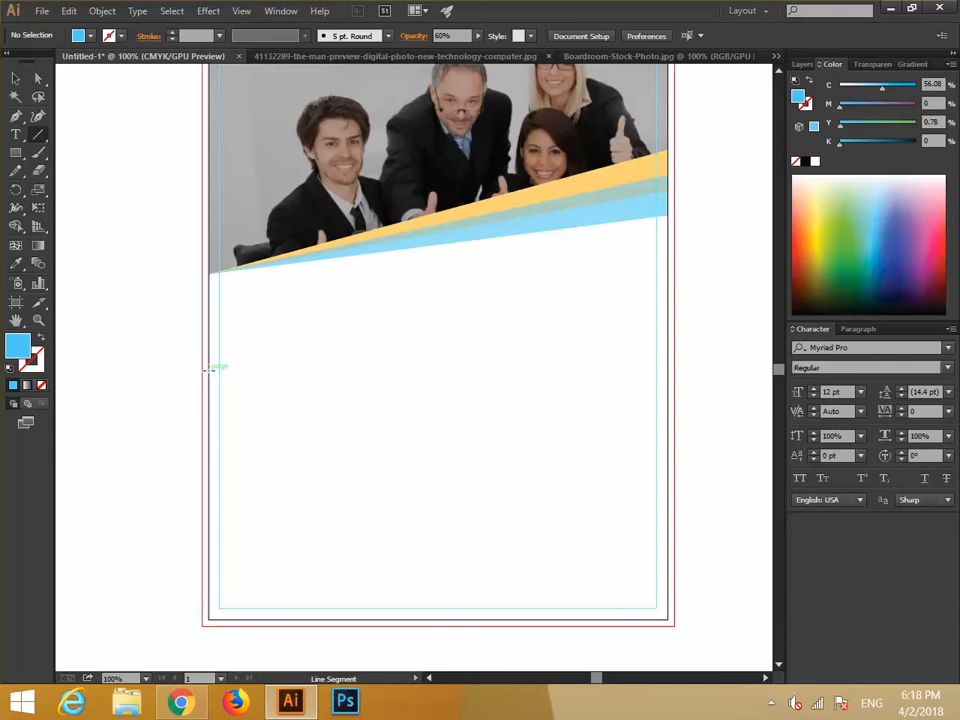 Ai File Edit Object Type Select Effect View Window Help Br St Layout
No Selection Stroke: 5 pt. Round Opacity: 60% Style: Document Setup Preferences
Untitled-1* @ 100% (CMYK/GPU Preview) × 41132289-the-man-preview-digital-photo-new-technology-computer.jpg × Boardroom-Stock-Photo.jpg @ 100% (RGB/GPU
Layers Color Transparen Gradient
C 56.08 %
M 0 %
Y 0.78 %
K 0 %
Character Paragraph
Myriad Pro
Regular
12 pt (14.4 pt)
Auto 0
100% 100%
0 pt 0°
English: USA Sharp
100% 1 Line Segment
Ai Ps ENG 6:18 PM
4/2/2018